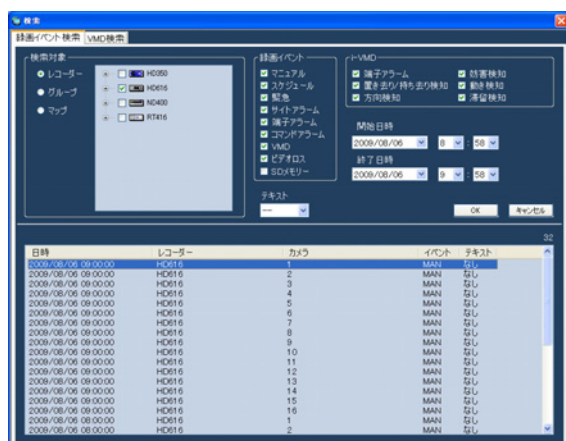 検索
録画イベント検索 VMD検索
検索対象
レコーダー
グループ
マップ
HD350
HD616
ND400
RT416
録画イベント
マニュアル
スケジュール
緊急
サイトアラーム
端子アラーム
コマンドアラーム
VMD
ビデオロス
SDメモリー
i-VMD
端子アラーム 妨害検知
置き去り/持ち去り検知 動き検知
方向検知 滞留検知
開始日時
2009/08/06 8 : 58
終了日時
2009/08/06 9 : 58
テキスト
---
OK キャンセル
32
日時 レコーダー カメラ イベント テキスト
2009/08/06 09:00:00 HD616 1 MAN なし
2009/08/06 09:00:00 HD616 2 MAN なし
2009/08/06 09:00:00 HD616 3 MAN なし
2009/08/06 09:00:00 HD616 4 MAN なし
2009/08/06 09:00:00 HD616 5 MAN なし
2009/08/06 09:00:00 HD616 6 MAN なし
2009/08/06 09:00:00 HD616 7 MAN なし
2009/08/06 09:00:00 HD616 8 MAN なし
2009/08/06 09:00:00 HD616 9 MAN なし
2009/08/06 09:00:00 HD616 10 MAN なし
2009/08/06 09:00:00 HD616 11 MAN なし
2009/08/06 09:00:00 HD616 12 MAN なし
2009/08/06 09:00:00 HD616 13 MAN なし
2009/08/06 09:00:00 HD616 14 MAN なし
2009/08/06 09:00:00 HD616 15 MAN なし
2009/08/06 09:00:00 HD616 16 MAN なし
2009/08/06 08:00:00 HD616 1 MAN なし
2009/08/06 08:00:00 HD616 2 MAN なし